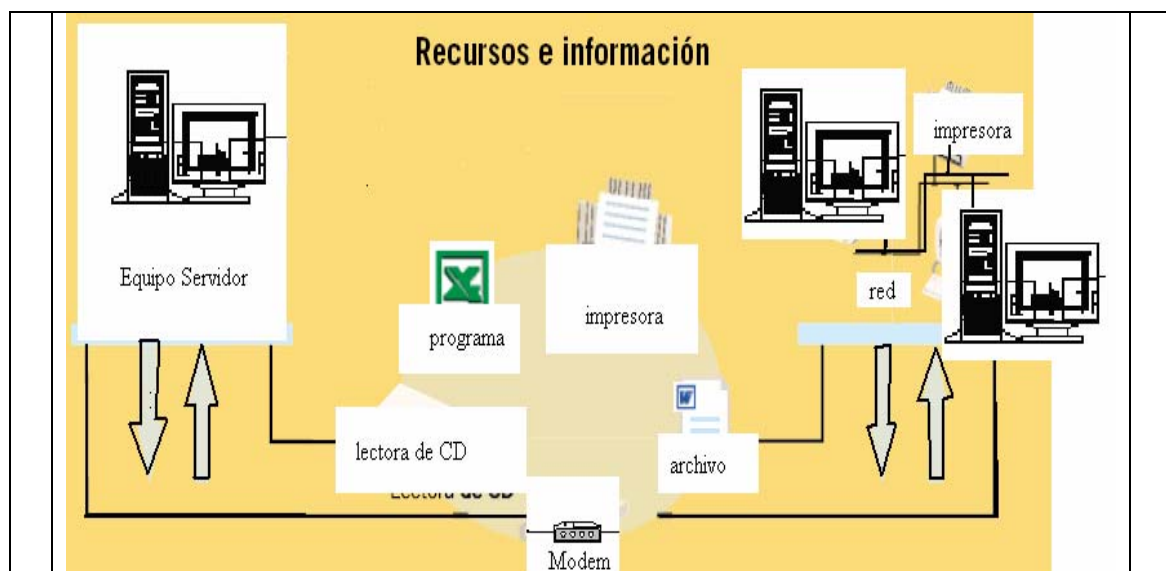 Recursos e información
impresora
Equipo Servidor
red
impresora
programa
lectora de CD
archivo
Lectora de CD
Modem